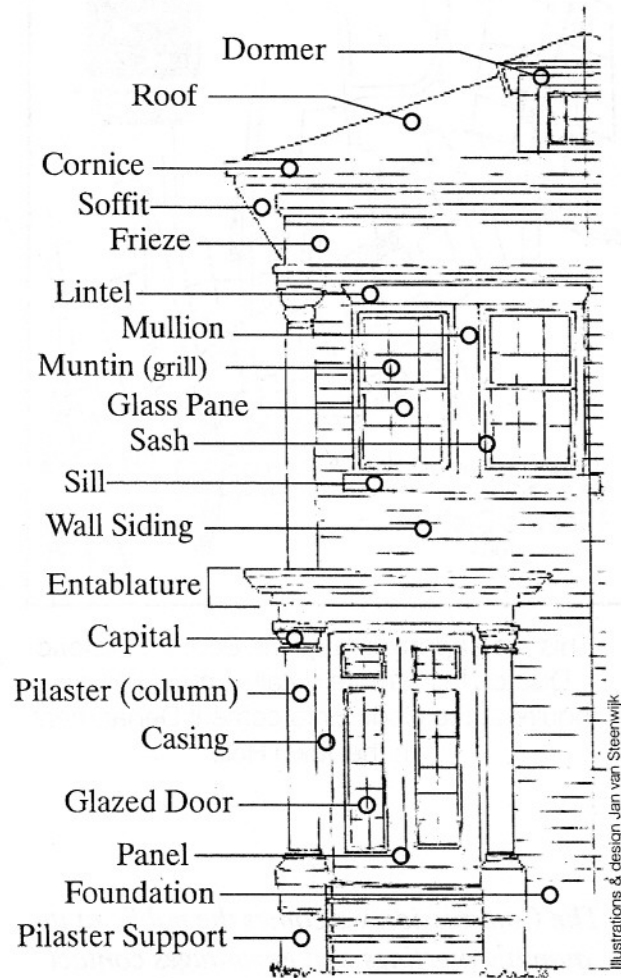 Dormer
Roof
Cornice
Soffit
Frieze
Lintel
Mullion
Muntin (grill)
Glass Pane
Sash
Sill
Wall Siding
Entablature
Capital
Pilaster (column)
Casing
Glazed Door
Panel
Foundation
Pilaster Support
Illustrations & design Jan van Steenwijk